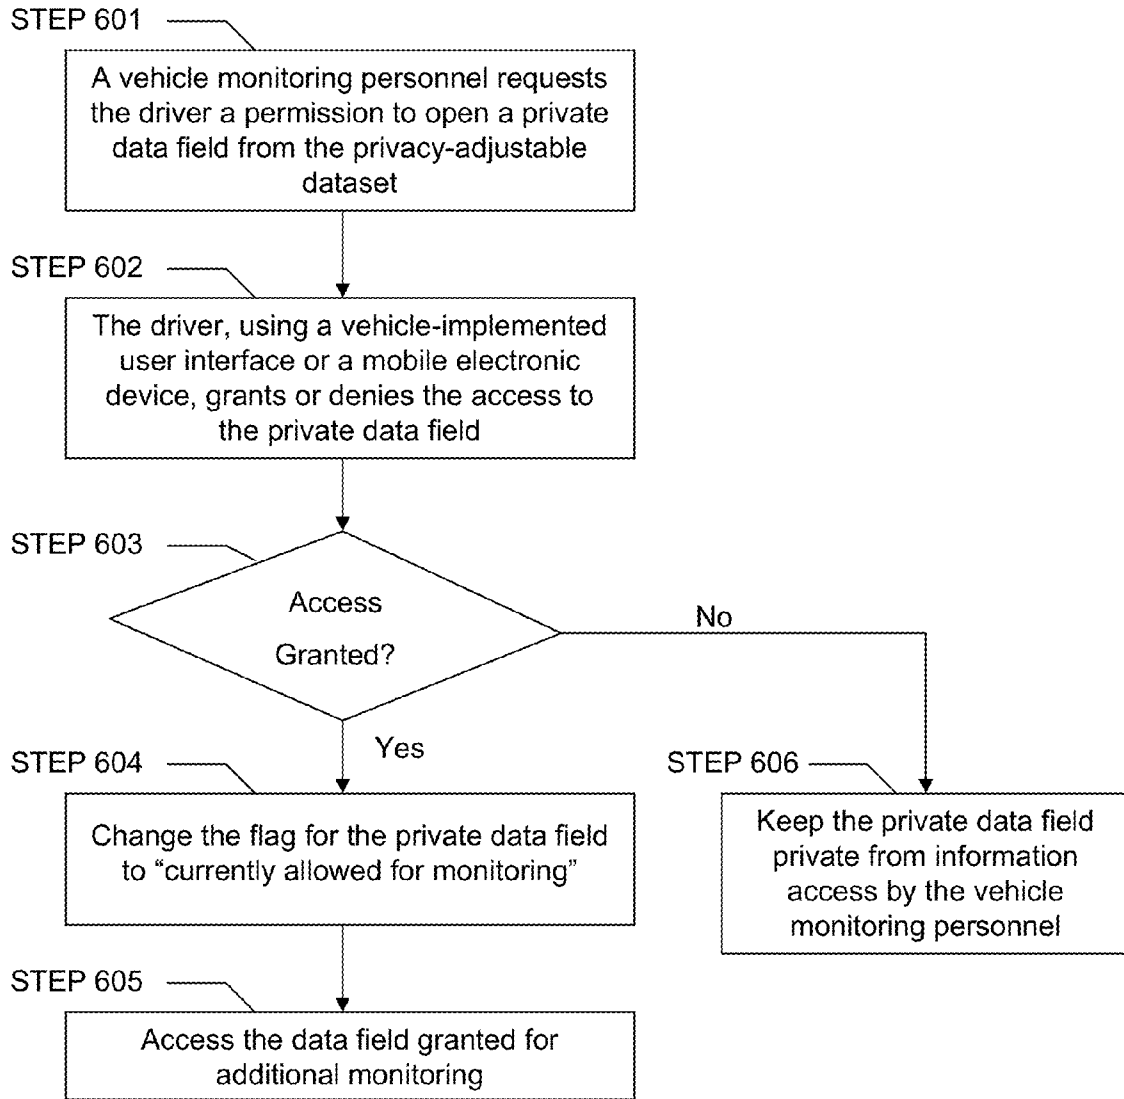 STEP 601
A vehicle monitoring personnel requests
the driver a permission to open a private
data field from the privacy-adjustable
dataset
STEP 602
The driver, using a vehicle-implemented
user interface or a mobile electronic
device, grants or denies the access to
the private data field
STEP 603
Access
Granted?
No
Yes
STEP 604
Change the flag for the private data field
to “currently allowed for monitoring”
STEP 606
Keep the private data field
private from information
access by the vehicle
monitoring personnel
STEP 605
Access the data field granted for
additional monitoring